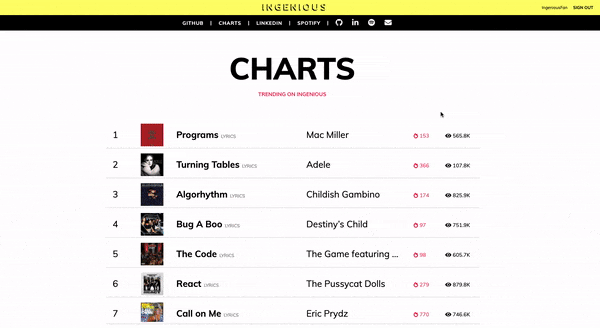 INGENIOUS
IngeniousFan SIGN OUT
GITHUB | CHARTS | LINKEDIN | SPOTIFY |
CHARTS
TRENDING ON INGENIOUS
1 Programs LYRICS Mac Miller 153 565.8K
2 Turning Tables LYRICS Adele 366 107.8K
3 Algorhythm LYRICS Childish Gambino 174 825.9K
4 Bug A Boo LYRICS Destiny's Child 97 751.9K
5 The Code LYRICS The Game featuring ... 98 605.7K
6 React LYRICS The Pussycat Dolls 279 879.8K
7 Call on Me LYRICS Eric Prydz 770 746.6K